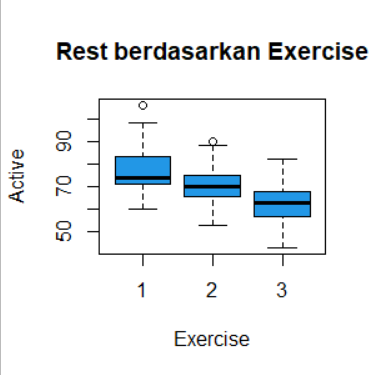 Rest berdasarkan Exercise
Active
90
70
50
1 2 3
Exercise